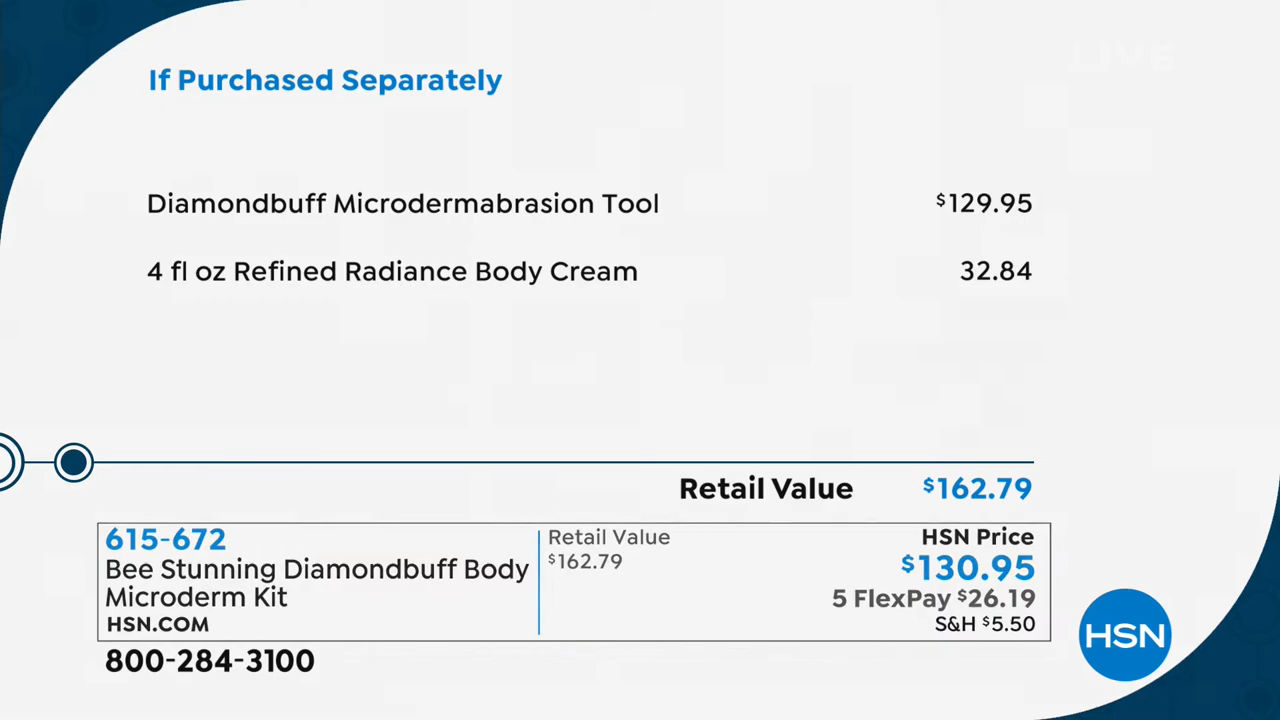 LIVE
If Purchased Separately
Diamondbuff Microdermabrasion Tool $129.95
4 fl oz Refined Radiance Body Cream 32.84
Retail Value $162.79
615-672
Bee Stunning Diamondbuff Body
Microderm Kit
HSN.COM
Retail Value
$162.79
HSN Price
$130.95
5 FlexPay $26.19
S&H $5.50
800-284-3100
HSN